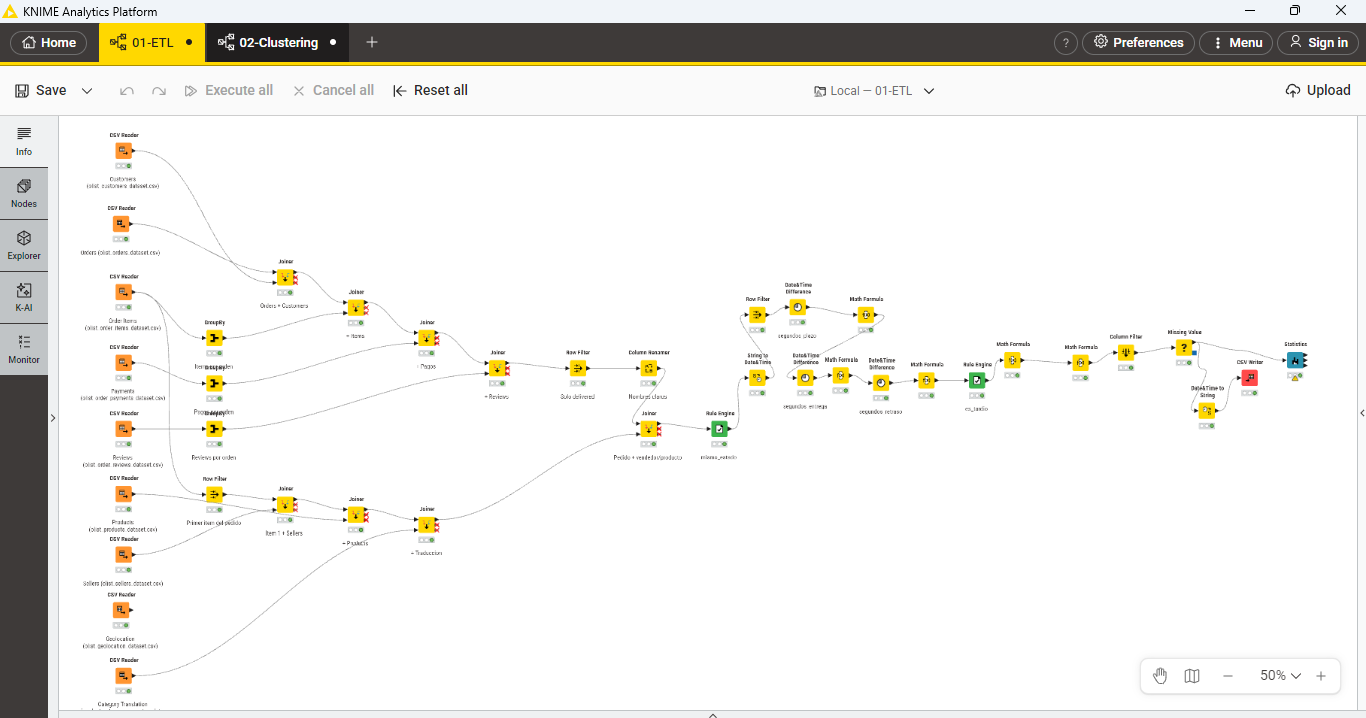 KNIME Analytics Platform
Home
01-ETL
02-Clustering
?
Preferences
Menu
Sign in
Save
Execute all
Cancel all
Reset all
Local — 01-ETL
Upload
Info
Nodes
Explorer
K-AI
Monitor
CSV Reader
Customers
(olist_customers_dataset.csv)
CSV Reader
Orders (olist_orders_dataset.csv)
CSV Reader
Order Items
(olist_order_items_dataset.csv)
CSV Reader
Payments
(olist_order_payments_dataset.csv)
CSV Reader
Reviews
(olist_order_reviews_dataset.csv)
CSV Reader
Products
(olist_products_dataset.csv)
CSV Reader
Sellers (olist_sellers_dataset.csv)
CSV Reader
Geolocation
(olist_geolocation_dataset.csv)
CSV Reader
Category Translation
GroupBy
GroupBy
GroupBy
Reviews por orden
Row Filter
Primer item del pedido
Joiner
Orders + Customers
Joiner
+ Items
Joiner
+ Pagos
Joiner
+ Reviews
Joiner
Item 1 + Sellers
Joiner
+ Products
Joiner
+ Traduccion
Row Filter
Solo delivered
Column Renamer
Nombres claros
Joiner
Pedido + vendedor/producto
Rule Engine
mismo_estado
String to
Date&Time
Row Filter
Date&Time
Difference
segundos_plazo
Math Formula
Date&Time
Difference
segundos_entrega
Math Formula
Date&Time
Difference
segundos_retraso
Math Formula
Rule Engine
es_tardio
Math Formula
Math Formula
Column Filter
Missing Value
Date&Time to
String
CSV Writer
Statistics
50%